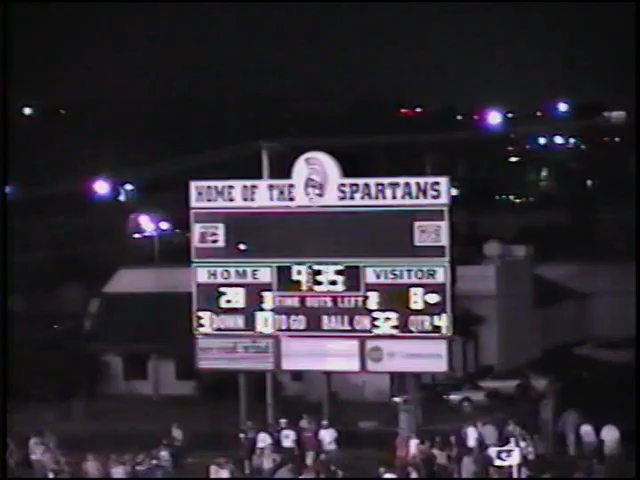 HOME OF THE SPARTANS
HOME 9:35 VISITOR
28 3 TIME OUTS LEFT 2 8
3 DOWN 10 TO GO BALL ON 32 QTR 4